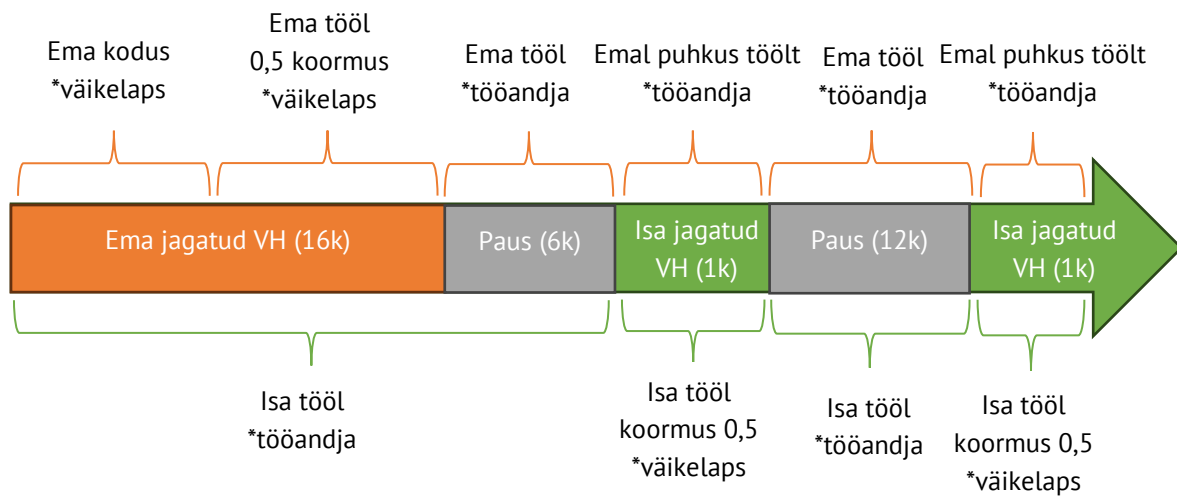 Ema kodus
*väikelaps
Ema tööl
0,5 koormus
*väikelaps
Ema tööl
*tööandja
Emal puhkus töölt
*tööandja
Ema tööl
*tööandja
Emal puhkus töölt
*tööandja
Ema jagatud VH (16k)
Paus (6k)
Isa jagatud
VH (1k)
Paus (12k)
Isa jagatud
VH (1k)
Isa tööl
*tööandja
Isa tööl
koormus 0,5
*väikelaps
Isa tööl
*tööandja
Isa tööl
koormus 0,5
*väikelaps